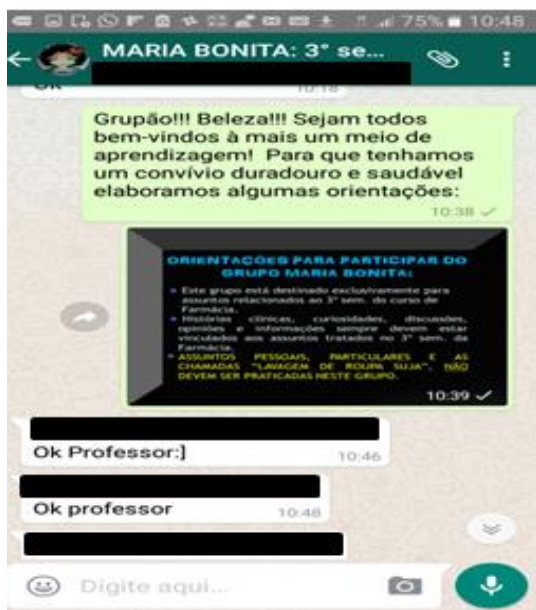 75% 10:48
MARIA BONITA: 3° se...
Ok
10:18
Grupão!!! Beleza!!! Sejam todos
bem-vindos à mais um meio de
aprendizagem! Para que tenhamos
um convívio duradouro e saudável
elaboramos algumas orientações:
10:38
ORIENTAÇÕES PARA PARTICIPAR DO
GRUPO MARIA BONITA:
Este grupo está destinado exclusivamente para
assuntos relacionados ao 3° sem. do curso de
Farmácia.
Histórias clínicas, curiosidades, discussões,
opiniões e informações sempre devem estar
vinculados aos assuntos tratados no 3° sem. da
Farmácia.
ASSUNTOS PESSOAIS, PARTICULARES E AS
CHAMADAS "LAVAGEM DE ROUPA SUJA", NÃO
DEVEM SER PRATICADAS NESTE GRUPO.
10:39
Ok Professor:]
10:46
Ok professor
10:48
Digite aqui...